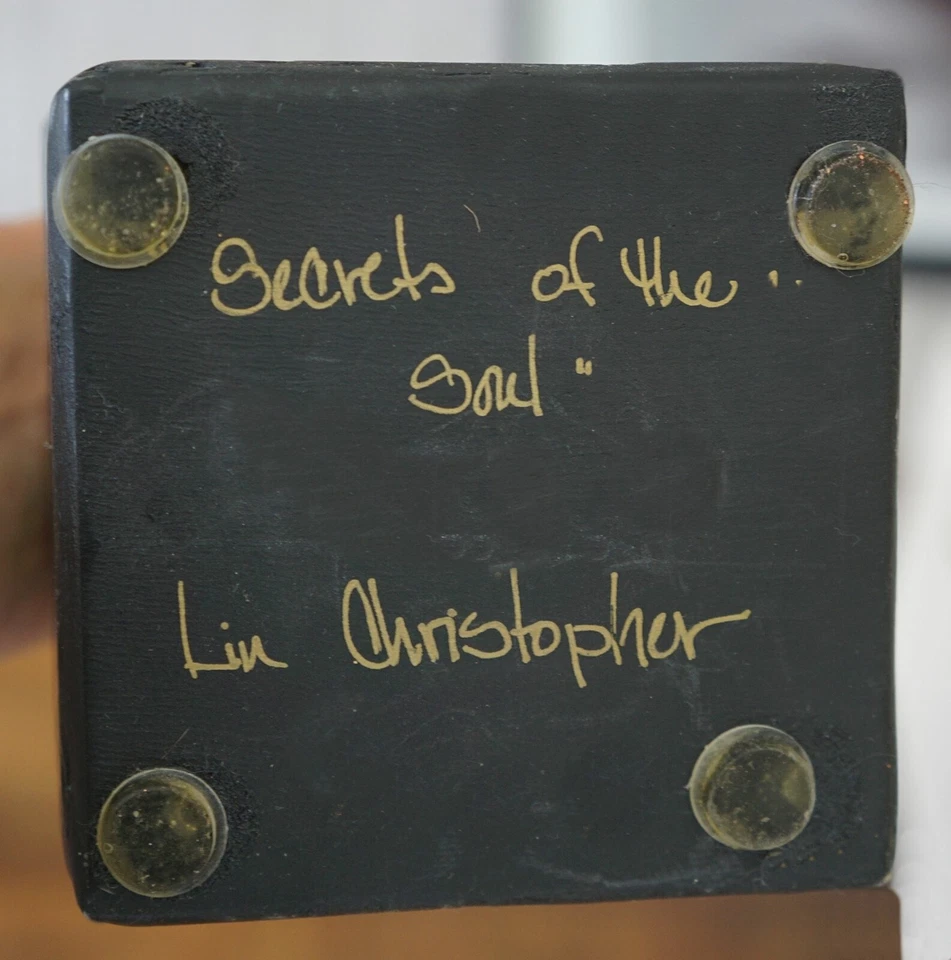 Secrets of the ..
Soul "
Lin Christopher